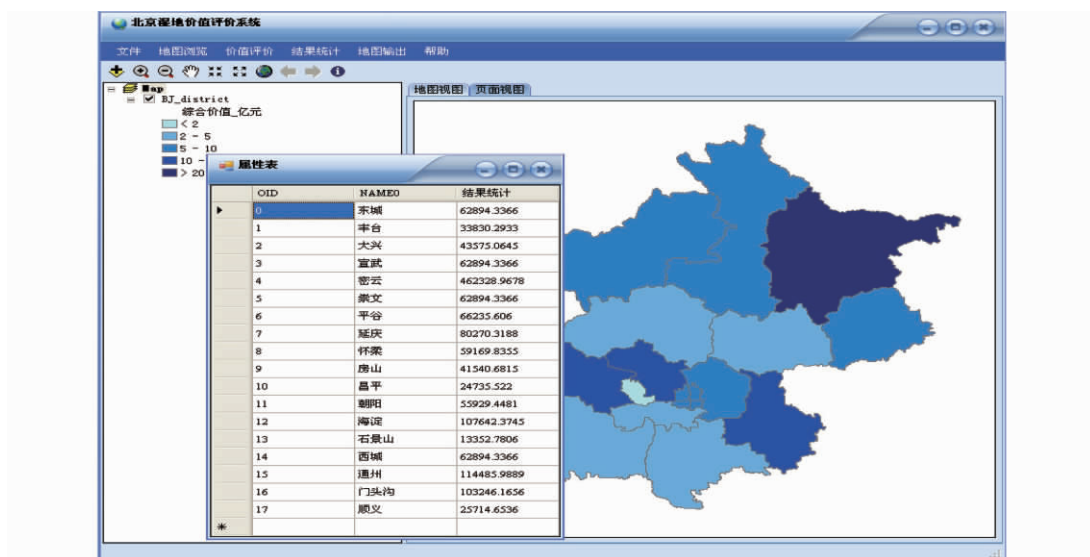 北京湿地价值评价系统
文件 地图浏览 价值评价 结果统计 地图输出 帮助
Map
地图视图 页面视图
BJ_district
综合价值_亿元
< 2
2 - 5
5 - 10
10 -
> 20
属性表
OID NAME0 结果统计
0 东城 62894.3366
1 丰台 33830.2933
2 大兴 43575.0645
3 宣武 62894.3366
4 密云 462328.9678
5 崇文 62894.3366
6 平谷 66235.606
7 延庆 80270.3188
8 怀柔 59169.8355
9 房山 41540.6815
10 昌平 24735.522
11 朝阳 55929.4481
12 海淀 107642.3745
13 石景山 13352.7806
14 西城 62894.3366
15 通州 114485.9889
16 门头沟 103246.1656
17 顺义 25714.6536